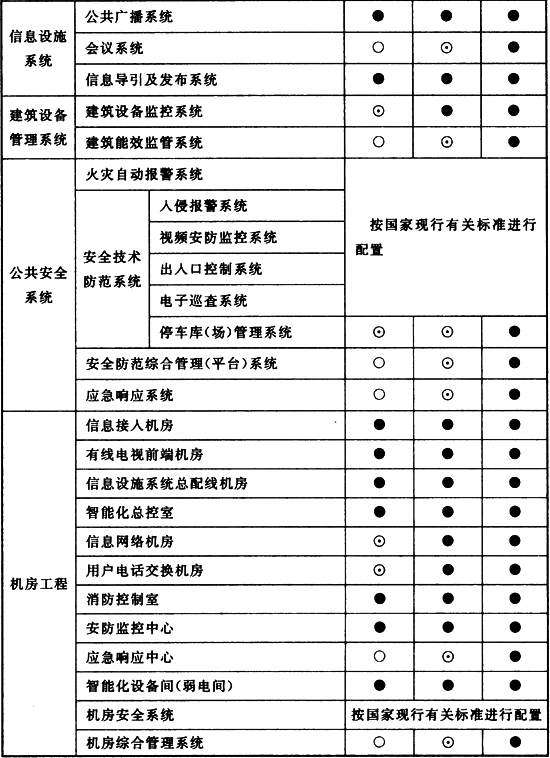 信息设施
系统
公共广播系统 ● ● ●
会议系统 ○ ⊙ ●
信息导引及发布系统 ● ● ●
建筑设备
管理系统
建筑设备监控系统 ⊙ ● ●
建筑能效监管系统 ○ ⊙ ●
公共安全
系统
火灾自动报警系统
安全技术
防范系统
入侵报警系统
视频安防监控系统
出入口控制系统
电子巡查系统
按国家现行有关标准进行
配置
停车库(场)管理系统 ⊙ ⊙ ●
安全防范综合管理(平台)系统 ○ ⊙ ●
应急响应系统 ○ ⊙ ●
机房工程
信息接入机房 ● ● ●
有线电视前端机房 ● ● ●
信息设施系统总配线机房 ● ● ●
智能化总控室 ● ● ●
信息网络机房 ⊙ ● ●
用户电话交换机房 ⊙ ● ●
消防控制室 ● ● ●
安防监控中心 ● ● ●
应急响应中心 ○ ⊙ ●
智能化设备间(弱电间) ● ● ●
机房安全系统 按国家现行有关标准进行配置
机房综合管理系统 ○ ⊙ ●